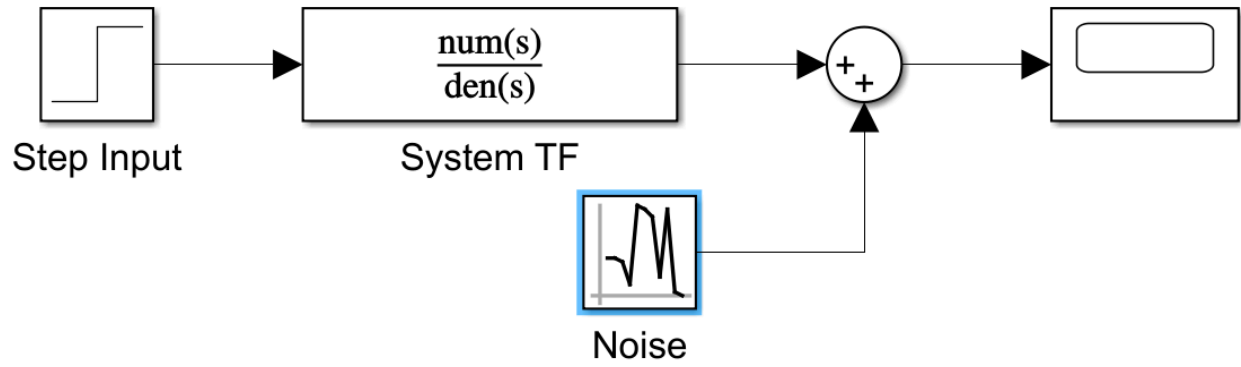 num(s)
den(s)
+
+
Step Input
System TF
Noise